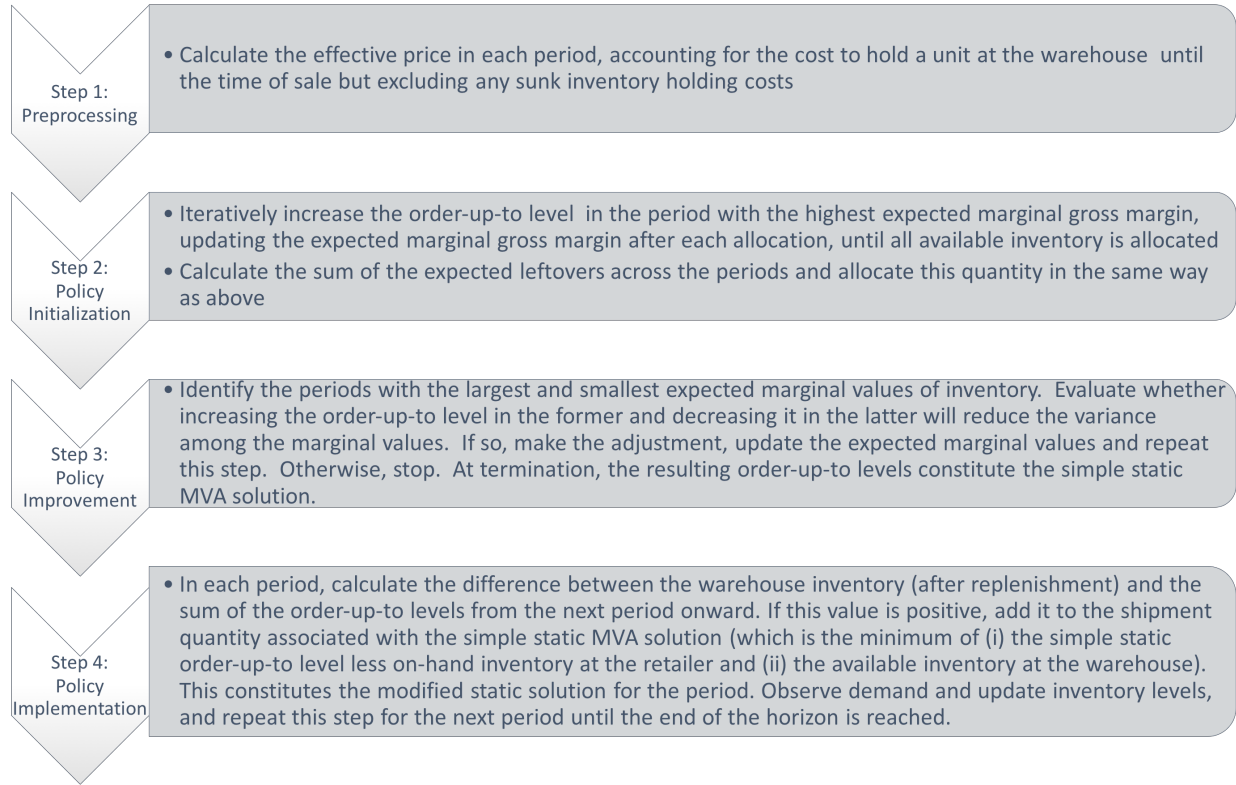 Step 1:
Preprocessing
• Calculate the effective price in each period, accounting for the cost to hold a unit at the warehouse until
the time of sale but excluding any sunk inventory holding costs
Step 2:
Policy
Initialization
• Iteratively increase the order-up-to level in the period with the highest expected marginal gross margin,
updating the expected marginal gross margin after each allocation, until all available inventory is allocated
• Calculate the sum of the expected leftovers across the periods and allocate this quantity in the same way
as above
Step 3:
Policy
Improvement
• Identify the periods with the largest and smallest expected marginal values of inventory. Evaluate whether
increasing the order-up-to level in the former and decreasing it in the latter will reduce the variance
among the marginal values. If so, make the adjustment, update the expected marginal values and repeat
this step. Otherwise, stop. At termination, the resulting order-up-to levels constitute the simple static
MVA solution.
Step 4:
Policy
Implementation
• In each period, calculate the difference between the warehouse inventory (after replenishment) and the
sum of the order-up-to levels from the next period onward. If this value is positive, add it to the shipment
quantity associated with the simple static MVA solution (which is the minimum of (i) the simple static
order-up-to level less on-hand inventory at the retailer and (ii) the available inventory at the warehouse).
This constitutes the modified static solution for the period. Observe demand and update inventory levels,
and repeat this step for the next period until the end of the horizon is reached.